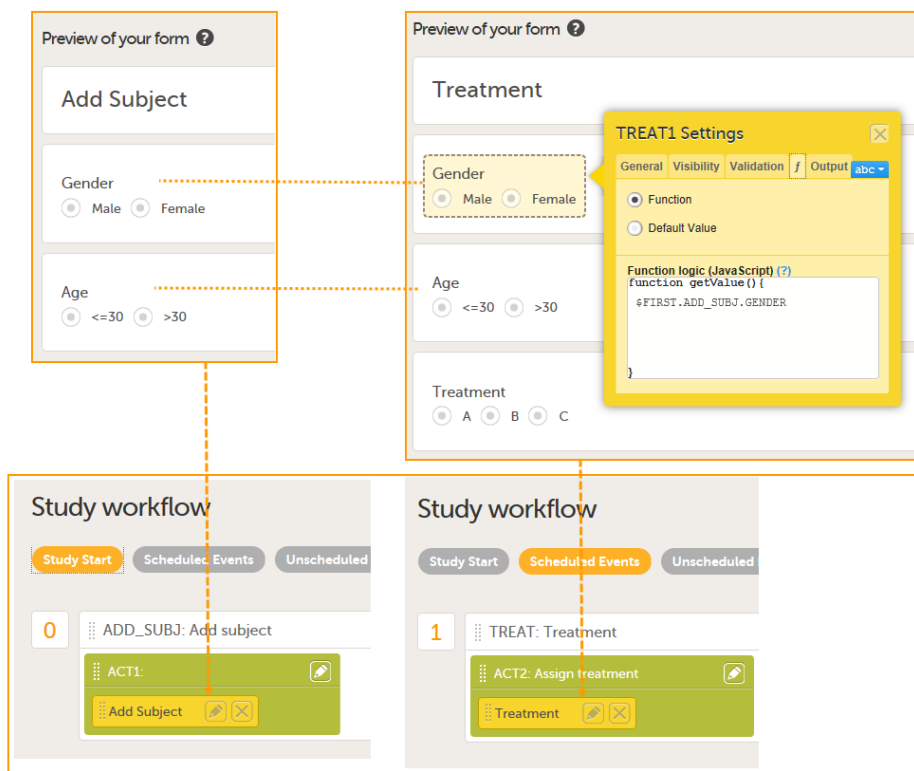 Preview of your form ?
Add Subject
Gender
Male Female
Age
<=30 >30
Preview of your form ?
Treatment
Gender
Male Female
Age
<=30 >30
Treatment
A B C
TREAT1 Settings
General Visibility Validation f Output abc
Function
Default Value
Function logic (JavaScript) (?)
function getValue(){
$FIRST.ADD_SUBJ.GENDER
}
Study workflow
Study Start Scheduled Events Unscheduled
0 ADD_SUBJ: Add subject
ACT1:
Add Subject
Study workflow
Study Start Scheduled Events Unscheduled
1 TREAT: Treatment
ACT2: Assign treatment
Treatment